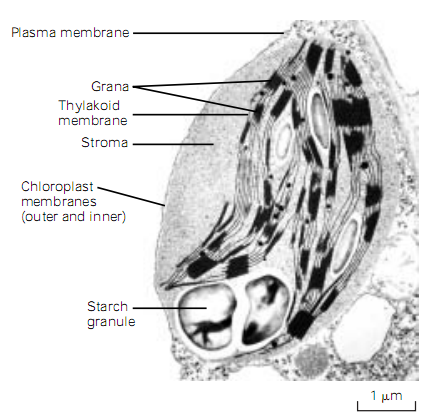 Plasma membrane
Grana
Thylakoid
membrane
Stroma
Chloroplast
membranes
(outer and inner)
Starch
granule
1 μm